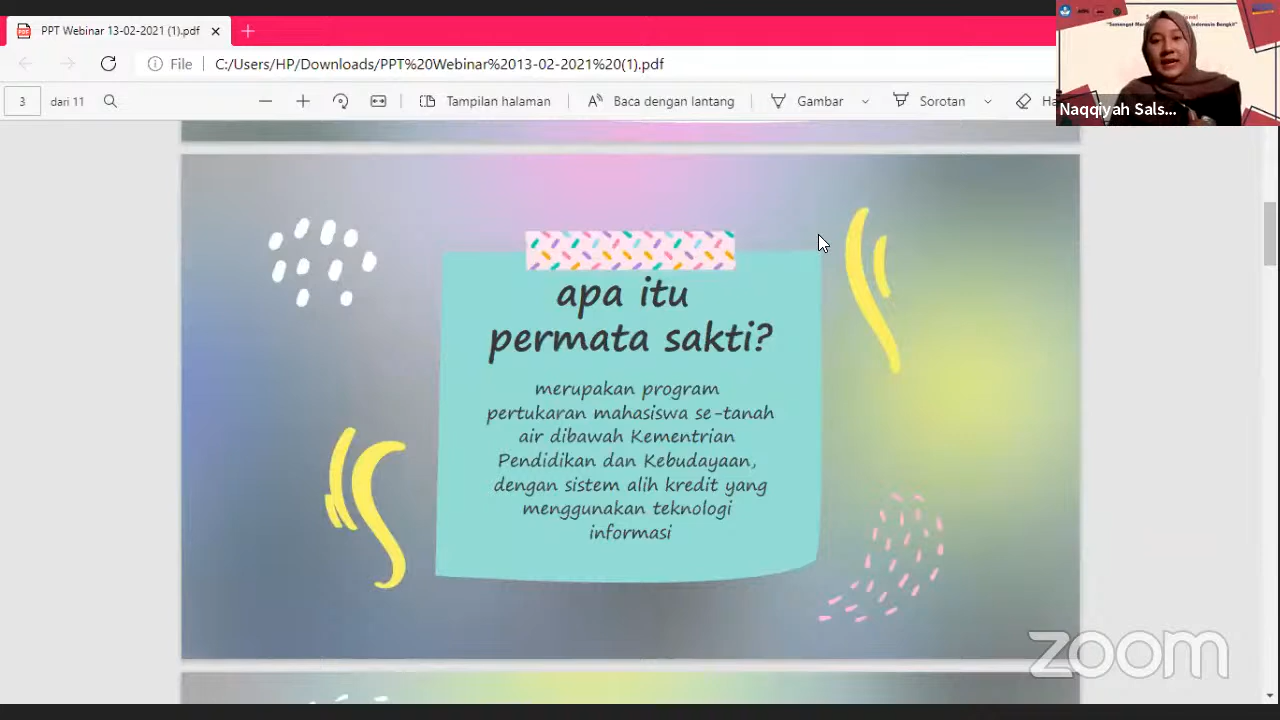 PPT Webinar 13-02-2021 (1).pdf
File
C:/Users/HP/Downloads/PPT%20Webinar%2013-02-2021%20(1).pdf
3
dari 11
Tampilan halaman
Baca dengan lantang
Gambar
Sorotan
Naqqiyah Sals...
apa itu
permata sakti?
merupakan program
pertukaran mahasiswa se-tanah
air dibawah Kementrian
Pendidikan dan Kebudayaan,
dengan sistem alih kredit yang
menggunakan teknologi
informasi
zoom